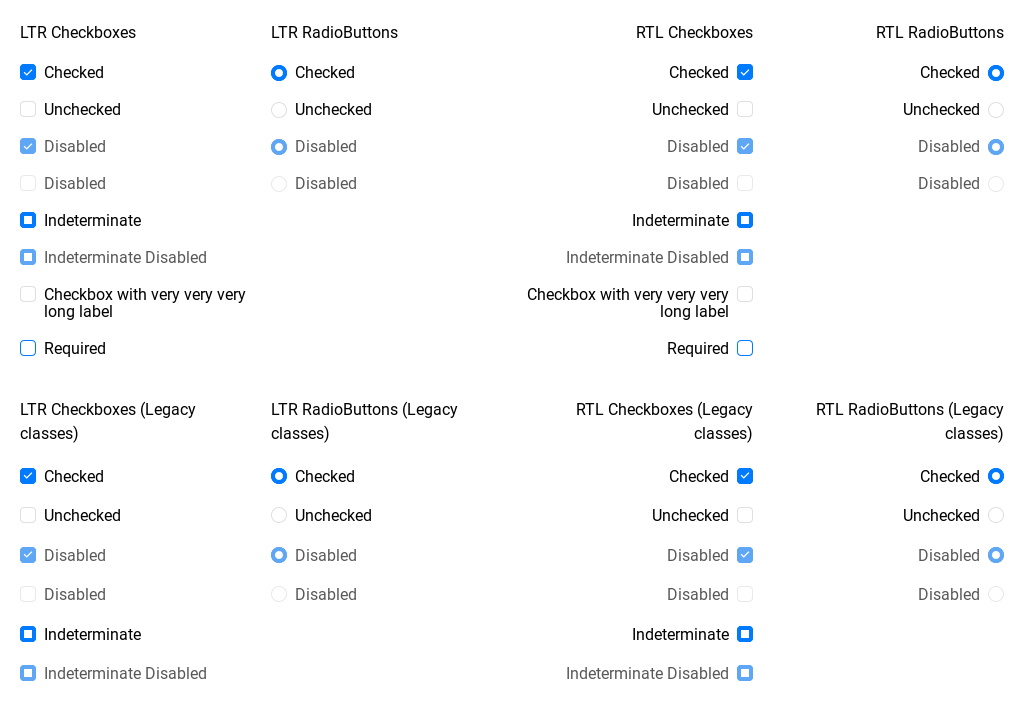 LTR Checkboxes
Checked
Unchecked
Disabled
Disabled
Indeterminate
Indeterminate Disabled
Checkbox with very very very
long label
Required
LTR RadioButtons
Checked
Unchecked
Disabled
Disabled
RTL Checkboxes
Checked
Unchecked
Disabled
Disabled
Indeterminate
Indeterminate Disabled
Checkbox with very very very
long label
Required
RTL RadioButtons
Checked
Unchecked
Disabled
Disabled
LTR Checkboxes (Legacy
classes)
Checked
Unchecked
Disabled
Disabled
Indeterminate
Indeterminate Disabled
LTR RadioButtons (Legacy
classes)
Checked
Unchecked
Disabled
Disabled
RTL Checkboxes (Legacy
classes)
Checked
Unchecked
Disabled
Disabled
Indeterminate
Indeterminate Disabled
RTL RadioButtons (Legacy
classes)
Checked
Unchecked
Disabled
Disabled